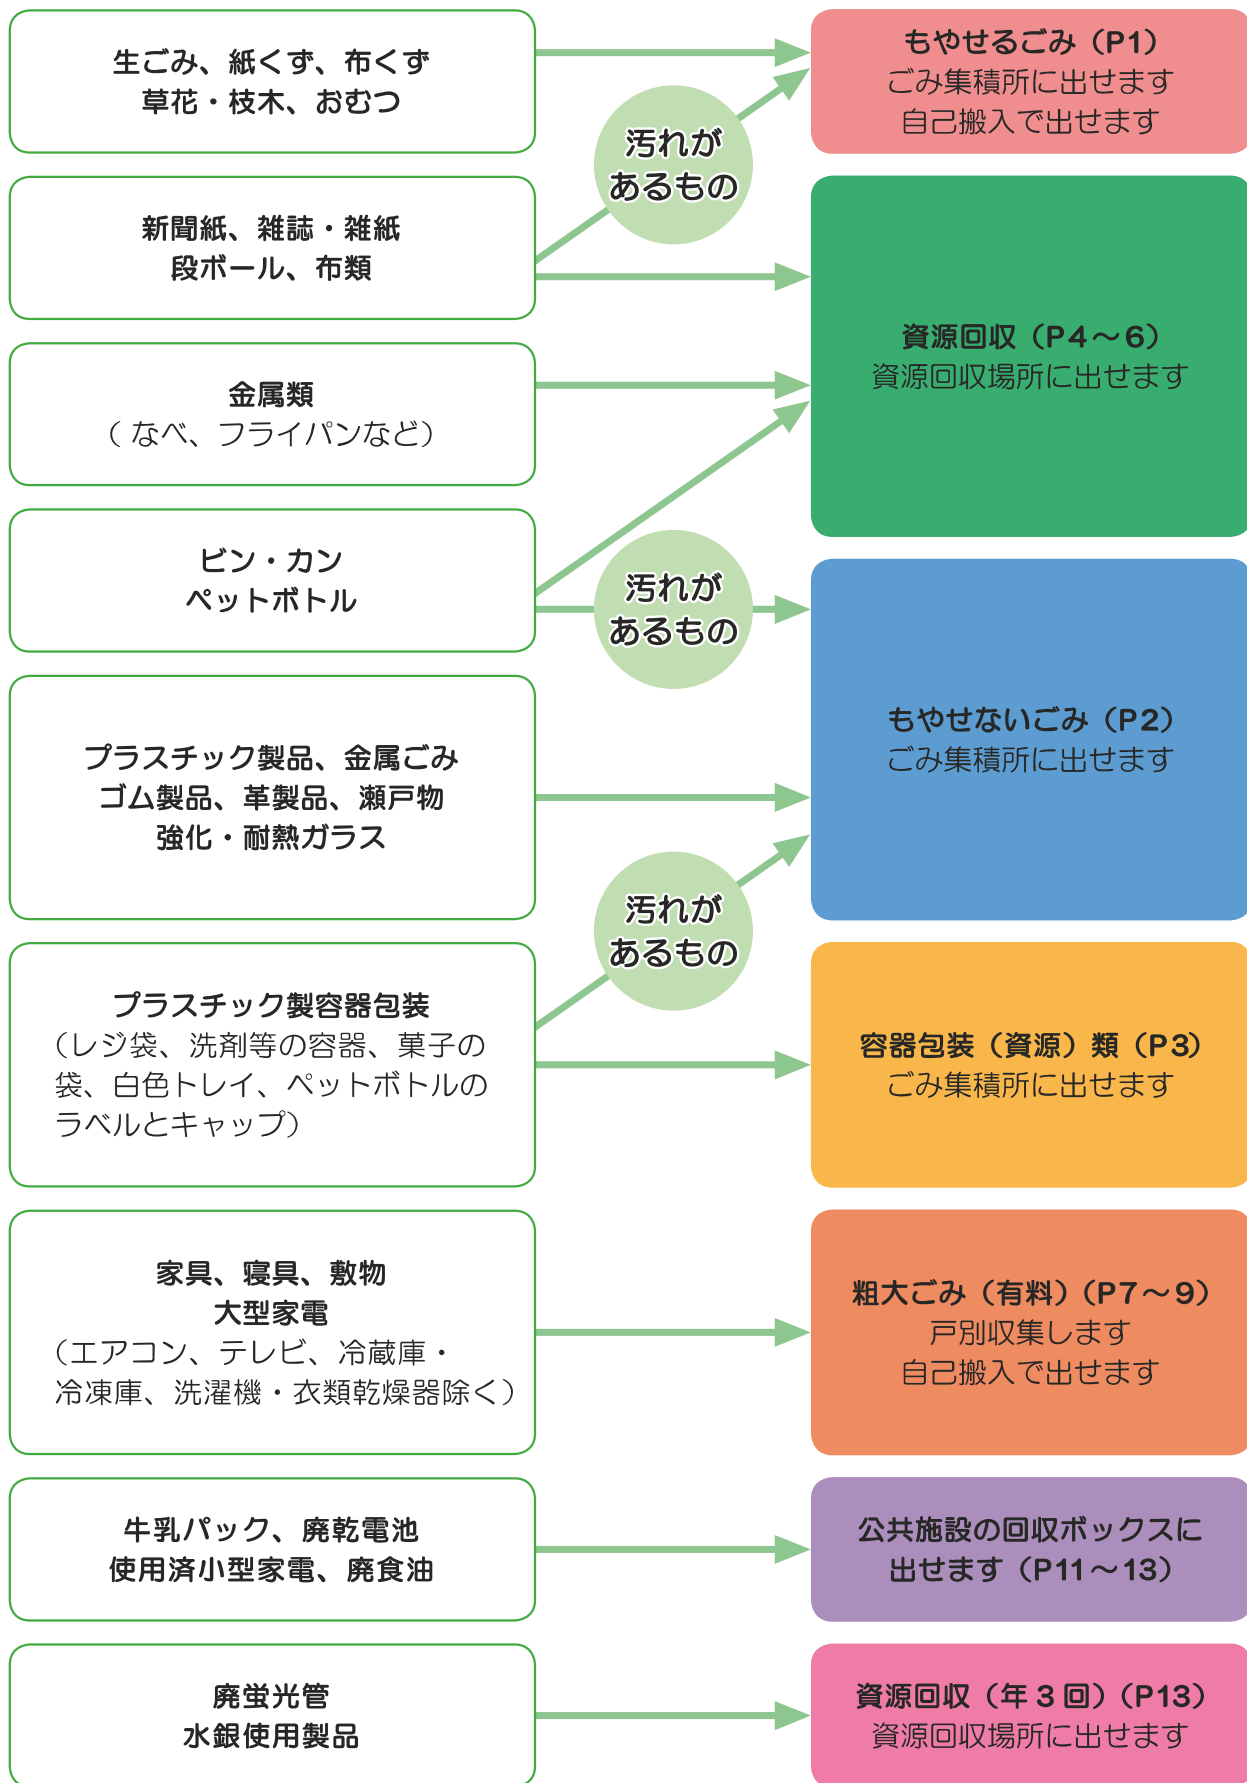 生ごみ、紙くず、布くず
草花・枝木、おむつ
もやせるごみ（P1）
ごみ集積所に出せます
自己搬入で出せます
汚れが
あるもの
新聞紙、雑誌・雑紙
段ボール、布類
資源回収（P4〜6）
資源回収場所に出せます
金属類
（ なべ、フライパンなど）
ビン・カン
ペットボトル
汚れが
あるもの
もやせないごみ（P2）
ごみ集積所に出せます
プラスチック製品、金属ごみ
ゴム製品、革製品、瀬戸物
強化・耐熱ガラス
汚れが
あるもの
プラスチック製容器包装
（レジ袋、洗剤等の容器、菓子の
袋、白色トレイ、ペットボトルの
ラベルとキャップ）
容器包装（資源）類（P3）
ごみ集積所に出せます
家具、寝具、敷物
大型家電
（エアコン、テレビ、冷蔵庫・
冷凍庫、洗濯機・衣類乾燥器除く）
粗大ごみ（有料）（P7〜9）
戸別収集します
自己搬入で出せます
牛乳パック、廃乾電池
使用済小型家電、廃食油
公共施設の回収ボックスに
出せます（P11〜13）
廃蛍光管
水銀使用製品
資源回収（年３回）（P13）
資源回収場所に出せます